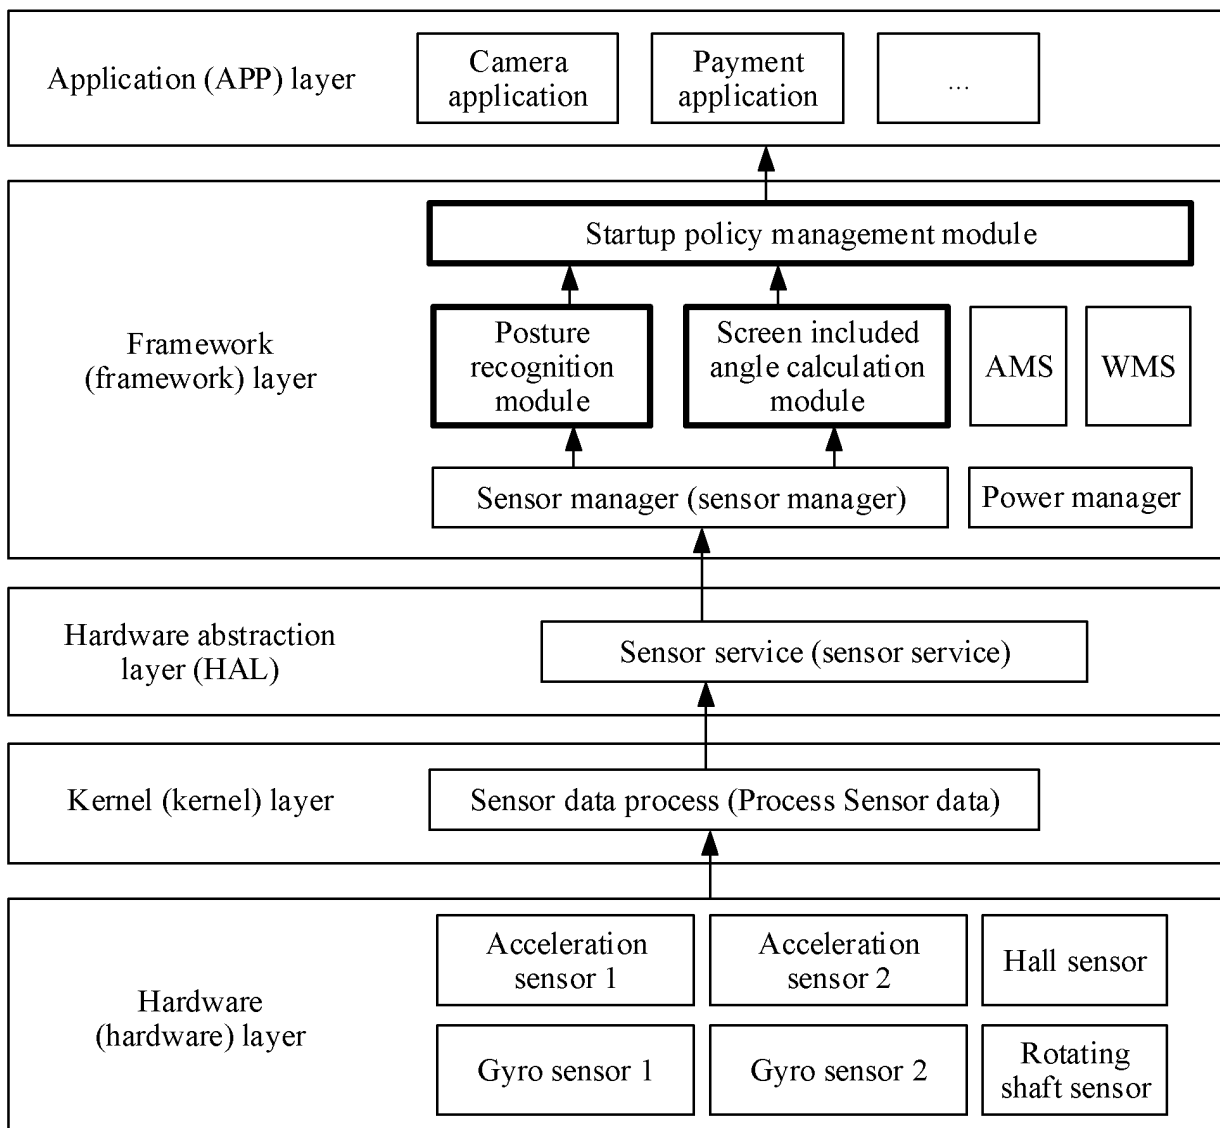 Application (APP) layer
Camera
application
Payment
application
...
Startup policy management module
Framework
(framework) layer
Posture
recognition
module
Screen included
angle calculation
module
AMS
WMS
Sensor manager (sensor manager)
Power manager
Hardware abstraction
layer (HAL)
Sensor service (sensor service)
Kernel (kernel) layer
Sensor data process (Process Sensor data)
Hardware
(hardware) layer
Acceleration
sensor 1
Acceleration
sensor 2
Hall sensor
Gyro sensor 1
Gyro sensor 2
Rotating
shaft sensor